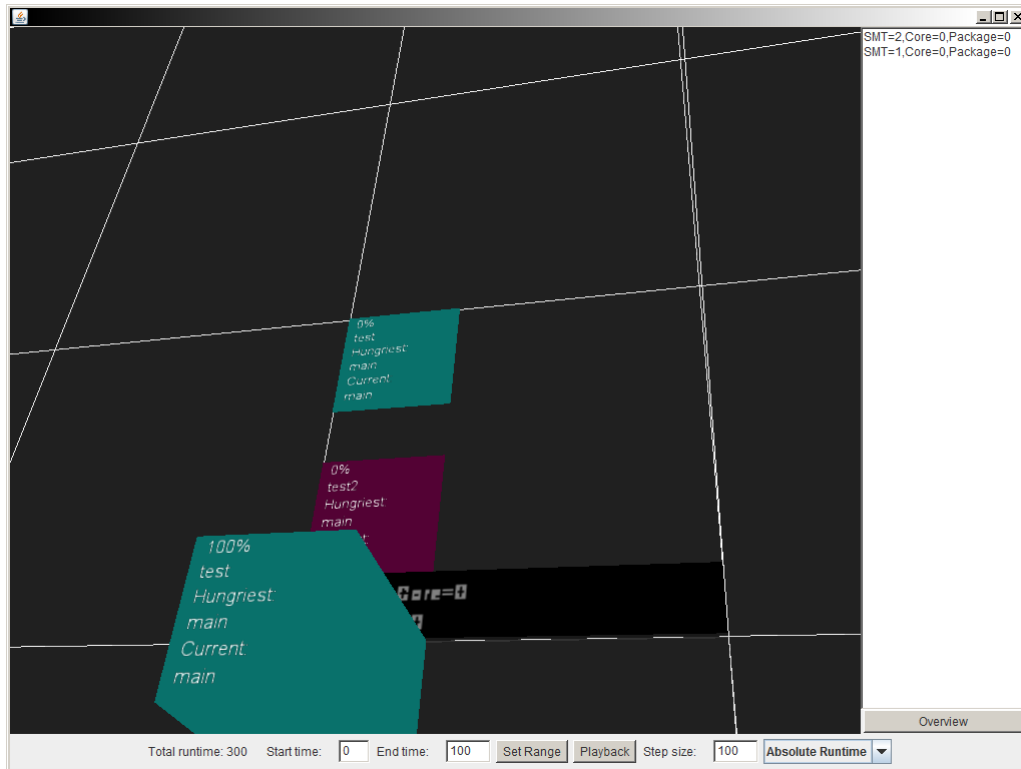 SMT=2,Core=0,Package=0
SMT=1,Core=0,Package=0
0%
test
Hungriest:
main
Current
main
0%
test2
Hungriest:
main
100%
test
Hungriest:
main
Current:
main
Core=0
Overview
Total runtime: 300 Start time: 0 End time: 100 Set Range Playback Step size: 100 Absolute Runtime